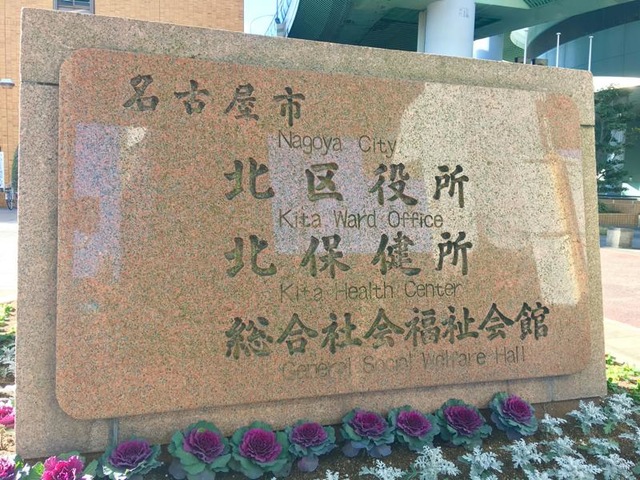 名古屋市
Nagoya City
北区役所
Kita Ward Office
北保健所
Kita Health Center
総合社会福祉会館
General Social Welfare Hall